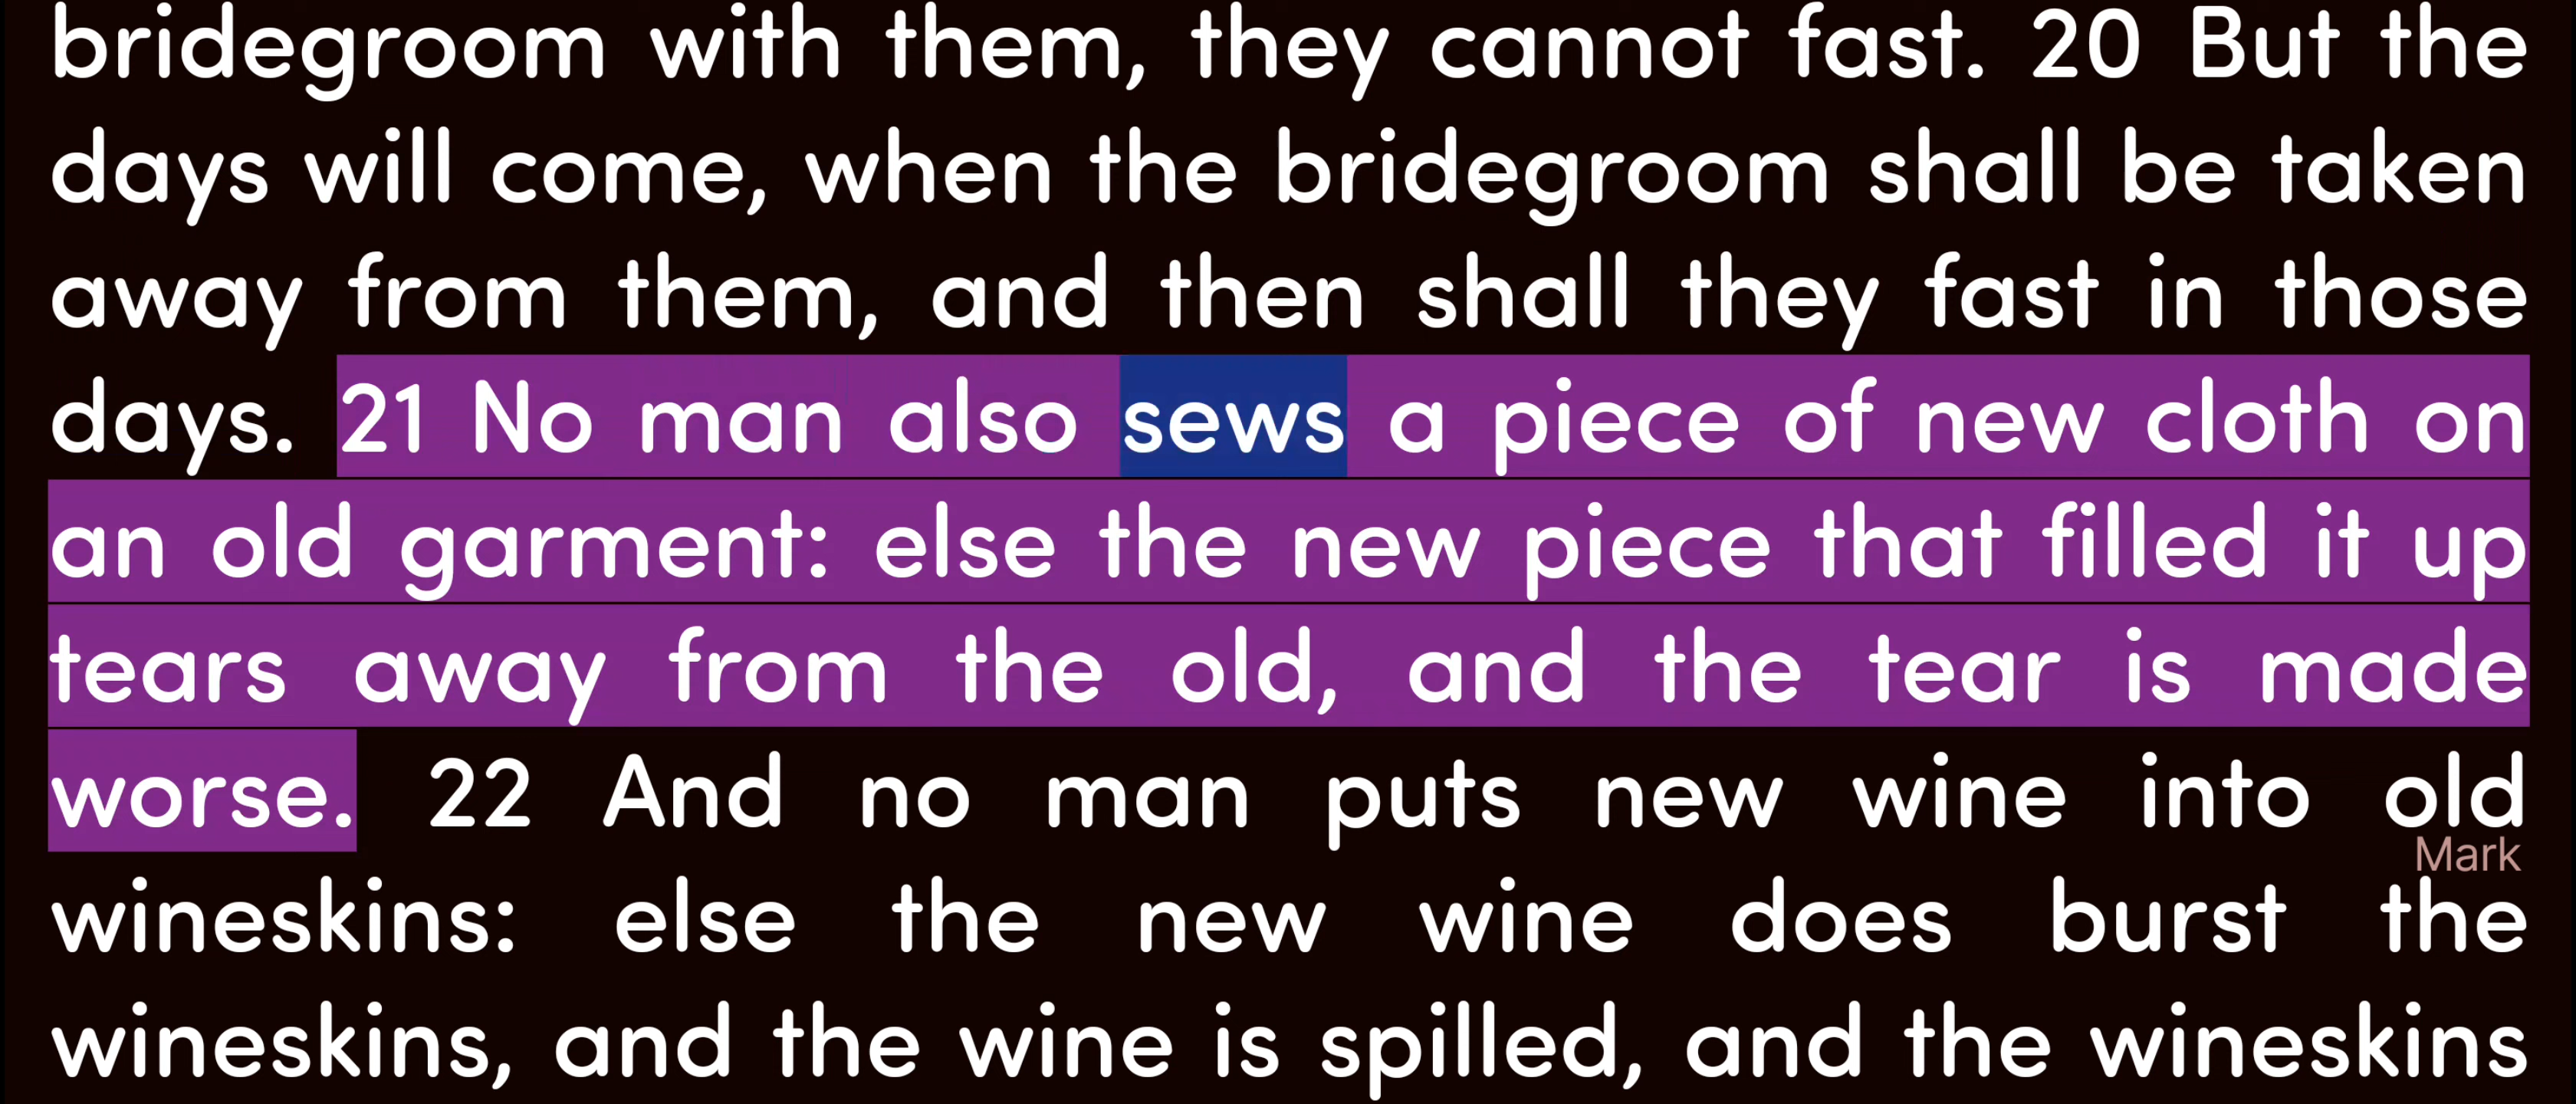 bridegroom with them, they cannot fast. 20 But the
days will come, when the bridegroom shall be taken
away from them, and then shall they fast in those
days. 21 No man also sews a piece of new cloth on
an old garment: else the new piece that filled it up
tears away from the old, and the tear is made
worse. 22 And no man puts new wine into old
Mark
wineskins: else the new wine does burst the
wineskins, and the wine is spilled, and the wineskins